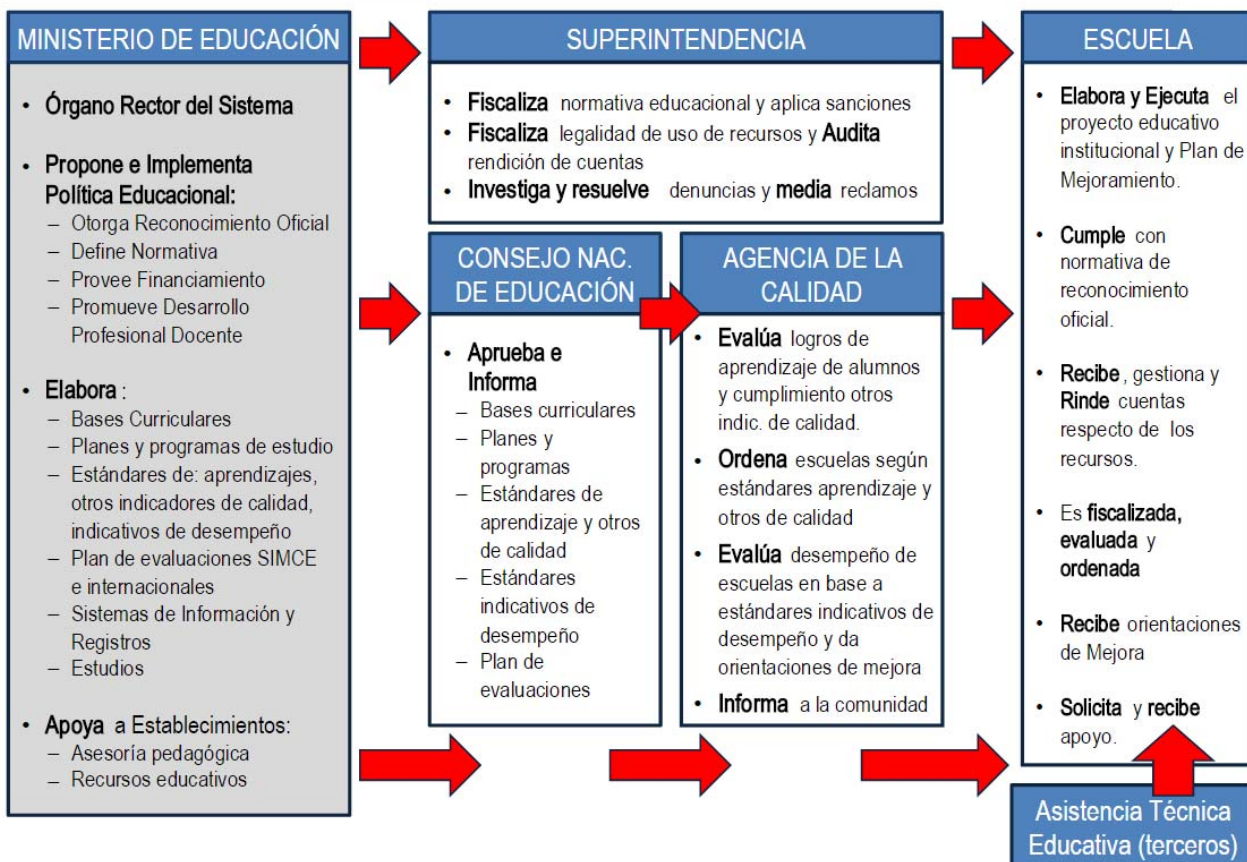 MINISTERIO DE EDUCACIÓN
• Órgano Rector del Sistema
• Propone e Implementa
Política Educacional:
– Otorga Reconocimiento Oficial
– Define Normativa
– Provee Financiamiento
– Promueve Desarrollo
Profesional Docente
• Elabora :
– Bases Curriculares
– Planes y programas de estudio
– Estándares de: aprendizajes,
otros indicadores de calidad,
indicativos de desempeño
– Plan de evaluaciones SIMCE
e internacionales
– Sistemas de Información y
Registros
– Estudios
• Apoya a Establecimientos:
– Asesoría pedagógica
– Recursos educativos
SUPERINTENDENCIA
• Fiscaliza normativa educacional y aplica sanciones
• Fiscaliza legalidad de uso de recursos y Audita
rendición de cuentas
• Investiga y resuelve denuncias y media reclamos
CONSEJO NAC.
DE EDUCACIÓN
• Aprueba e
Informa
– Bases curriculares
– Planes y
programas
– Estándares de
aprendizaje y otros
de calidad
– Estándares
indicativos de
desempeño
– Plan de
evaluaciones
AGENCIA DE LA
CALIDAD
• Evalúa logros de
aprendizaje de alumnos
y cumplimiento otros
indic. de calidad.
• Ordena escuelas según
estándares aprendizaje y
otros de calidad
• Evalúa desempeño de
escuelas en base a
estándares indicativos de
desempeño y da
orientaciones de mejora
• Informa a la comunidad
ESCUELA
• Elabora y Ejecuta el
proyecto educativo
institucional y Plan de
Mejoramiento.
• Cumple con
normativa de
reconocimiento
oficial.
• Recibe , gestiona y
Rinde cuentas
respecto de los
recursos.
• Es fiscalizada,
evaluada y
ordenada
• Recibe orientaciones
de Mejora
• Solicita y recibe
apoyo.
Asistencia Técnica
Educativa (terceros)